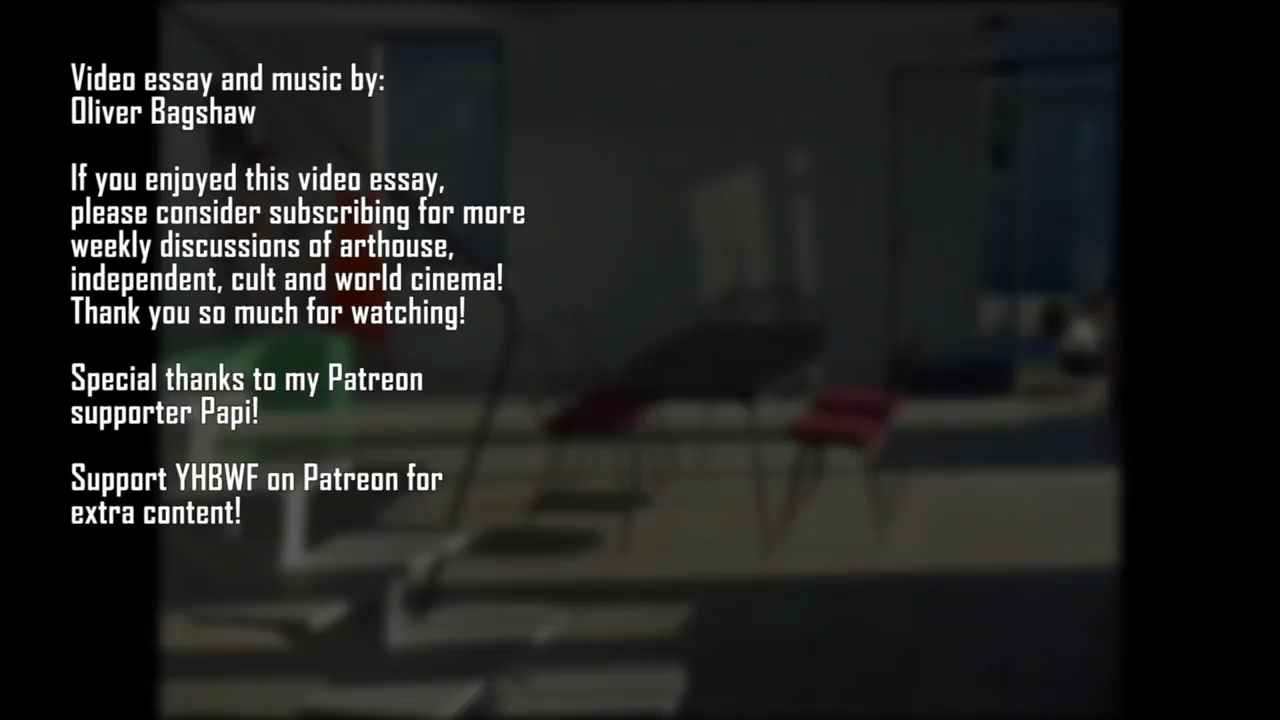 Video essay and music by:
Oliver Bagshaw
If you enjoyed this video essay,
please consider subscribing for more
weekly discussions of arthouse,
independent, cult and world cinema!
Thank you so much for watching!
Special thanks to my Patreon
supporter Papi!
Support YHBWF on Patreon for
extra content!